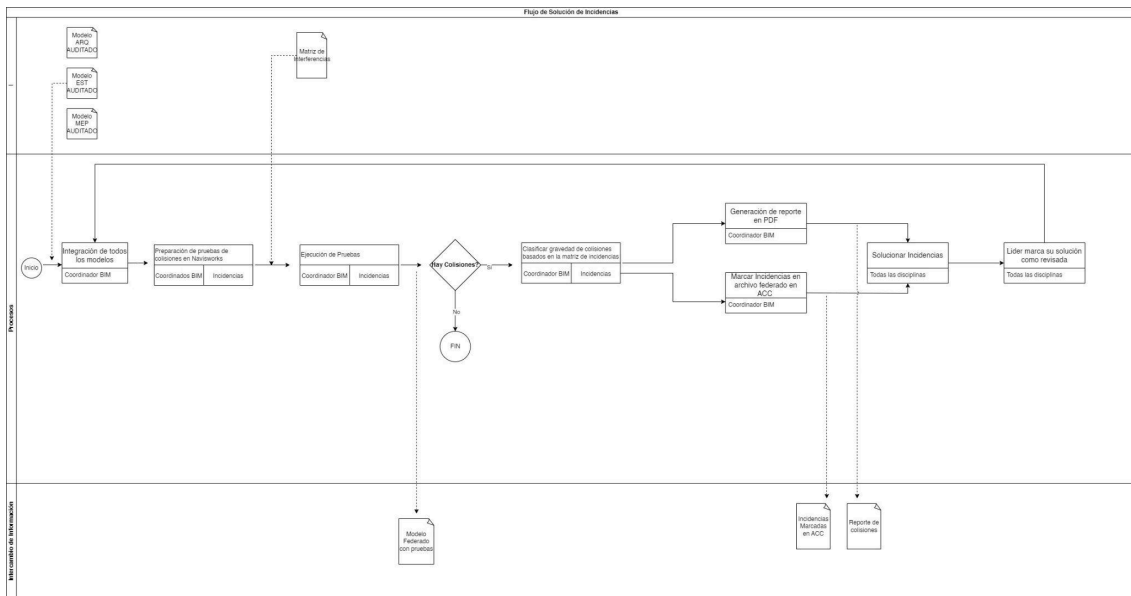 Flujo de Solución de Incidencias
Modelo
ARQ
AUDITADO
Modelo
EST
AUDITADO
Modelo
MEP
AUDITADO
Matriz de
Interferencias
I
Procesos
Inicio
Integración de todos
los modelos
Coordinador BIM
Preparación de pruebas de
colisiones en Navisworks
Coordinados BIM
Incidencias
Ejecución de Pruebas
Coordinador BIM
Incidencias
Hay Colisiones?
Si
No
FIN
Clasificar gravedad de colisiones
basados en la matriz de incidencias
Coordinador BIM
Incidencias
Generación de reporte
en PDF
Coordinador BIM
Marcar Incidencias en
archivo federado en
ACC
Coordinador BIM
Solucionar Incidencias
Todas las disciplinas
Lider marca su solución
como revisada
Todas las disciplinas
Intercambio de Información
Modelo
Federado
con pruebas
Incidencias
Marcadas
en ACC
Reporte de
colisiones